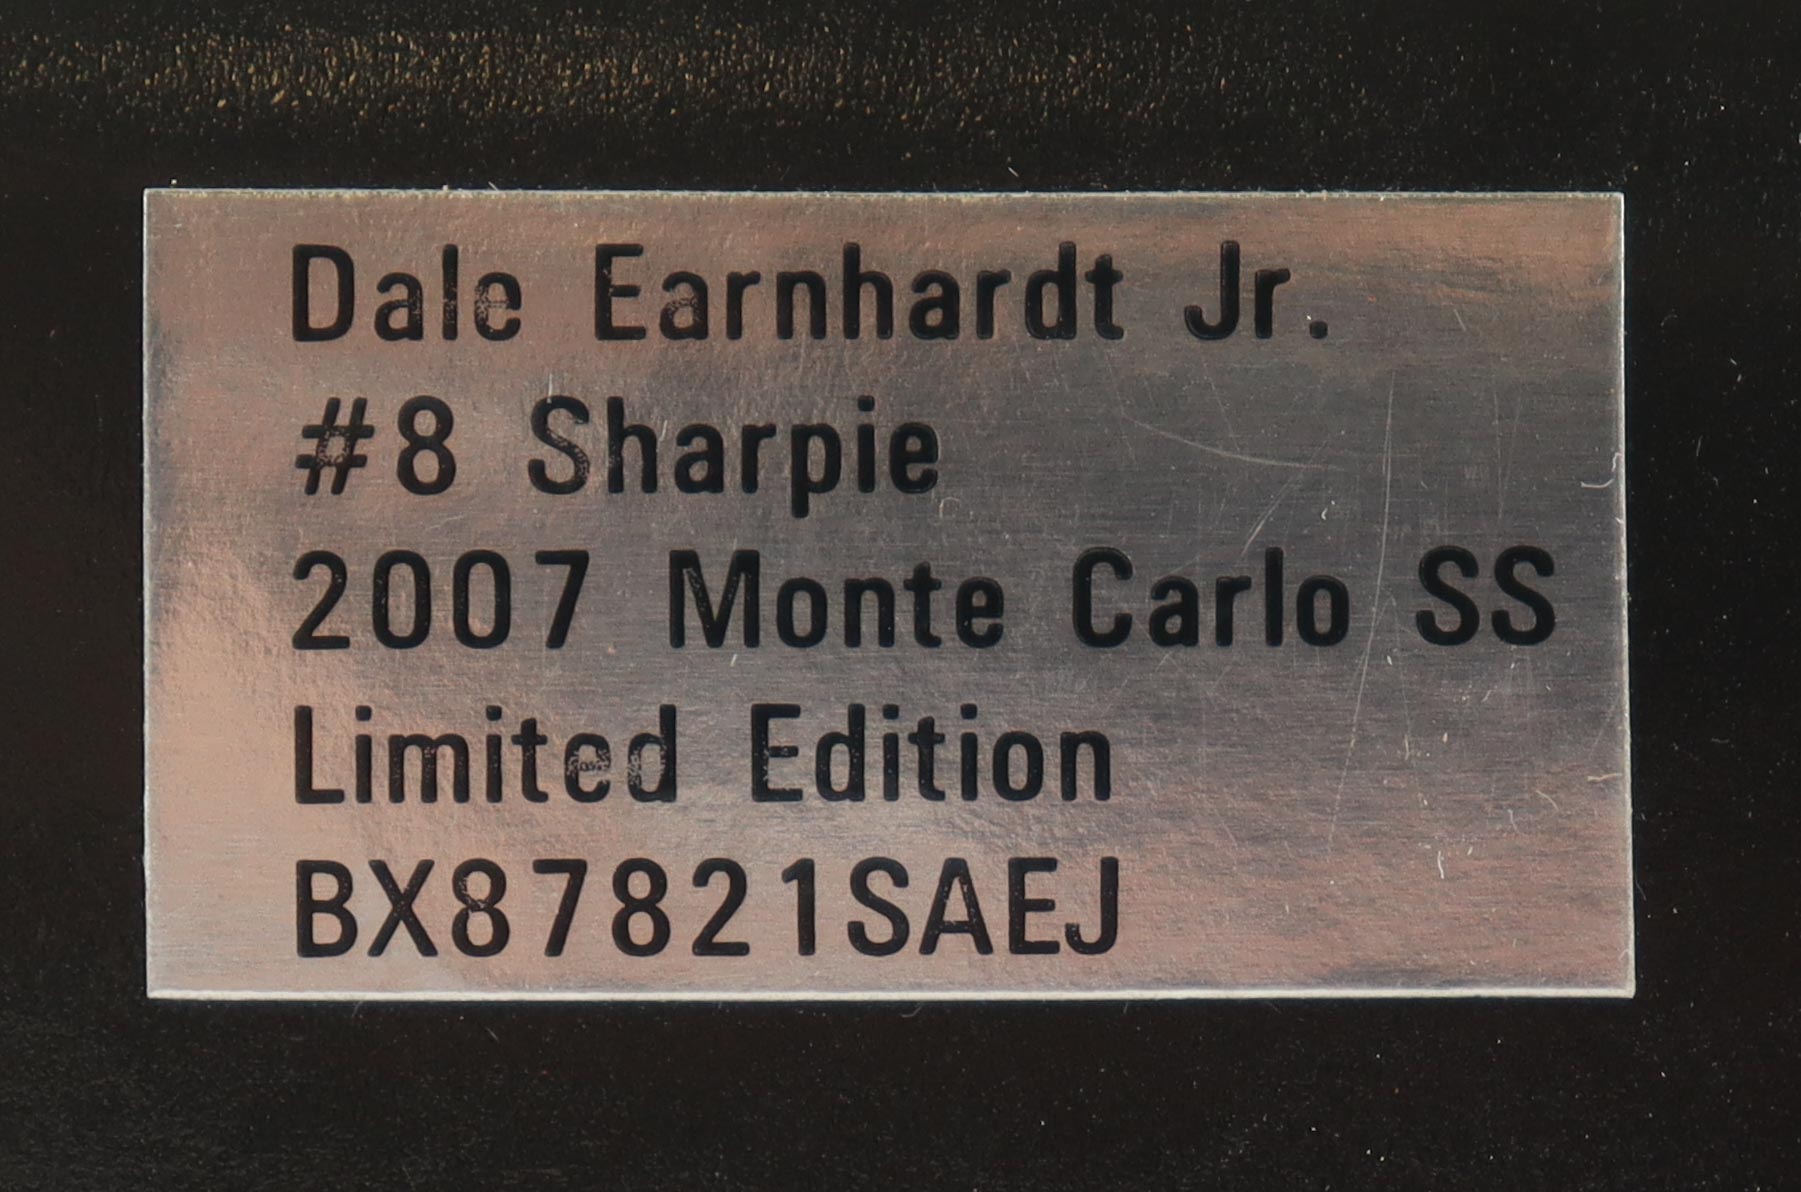 Dale Earnhardt Jr.
#8 Sharpie
2007 Monte Carlo SS
Limited Edition
BX87821SAEJ